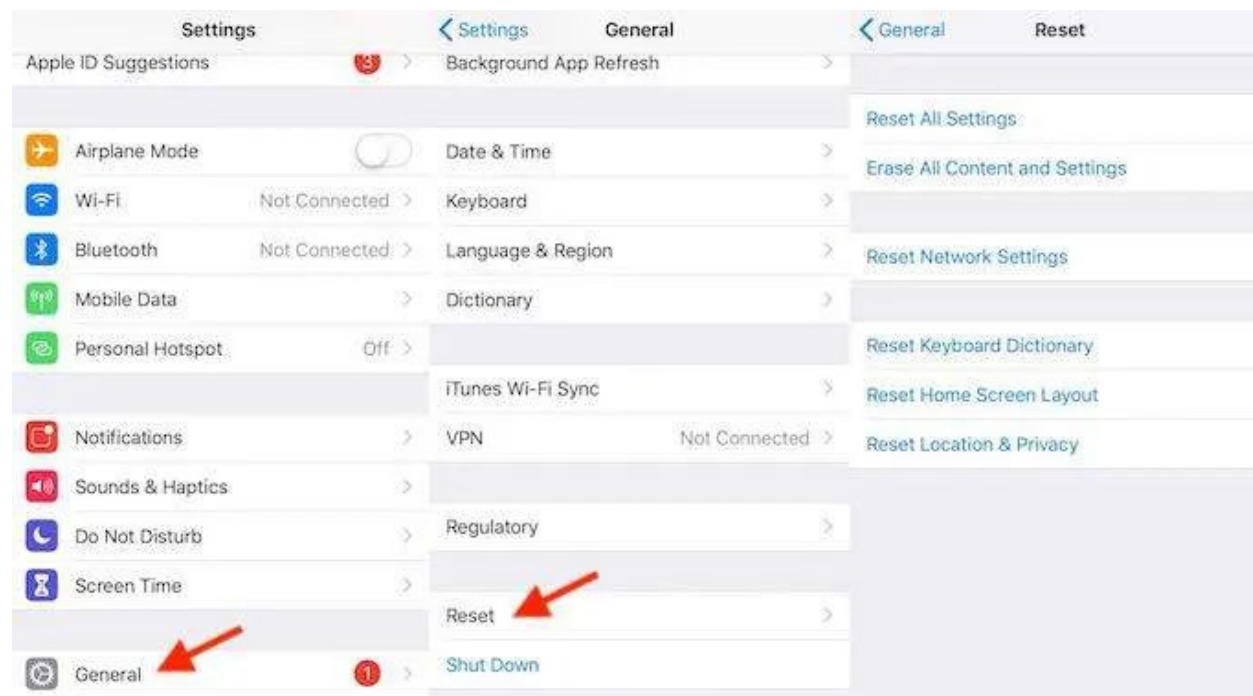 Settings
Apple ID Suggestions 3
Airplane Mode
Wi-Fi Not Connected
Bluetooth Not Connected
Mobile Data
Personal Hotspot Off
Notifications
Sounds & Haptics
Do Not Disturb
Screen Time
General 1
Settings General
Background App Refresh
Date & Time
Keyboard
Language & Region
Dictionary
iTunes Wi-Fi Sync
VPN Not Connected
Regulatory
Reset
Shut Down
General Reset
Reset All Settings
Erase All Content and Settings
Reset Network Settings
Reset Keyboard Dictionary
Reset Home Screen Layout
Reset Location & Privacy